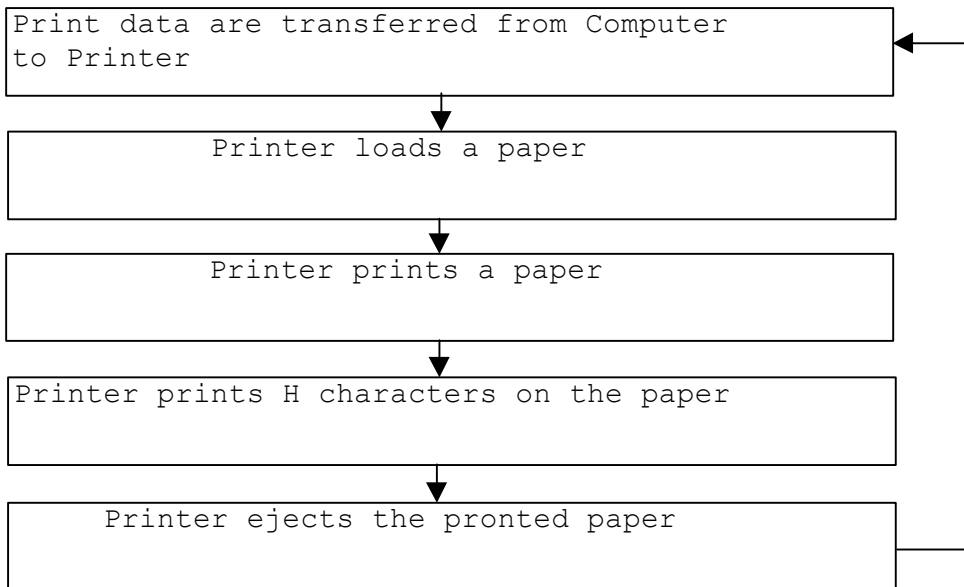 Print data are transferred from Computer
to Printer
Printer loads a paper
Printer prints a paper
Printer prints H characters on the paper
Printer ejects the pronted paper